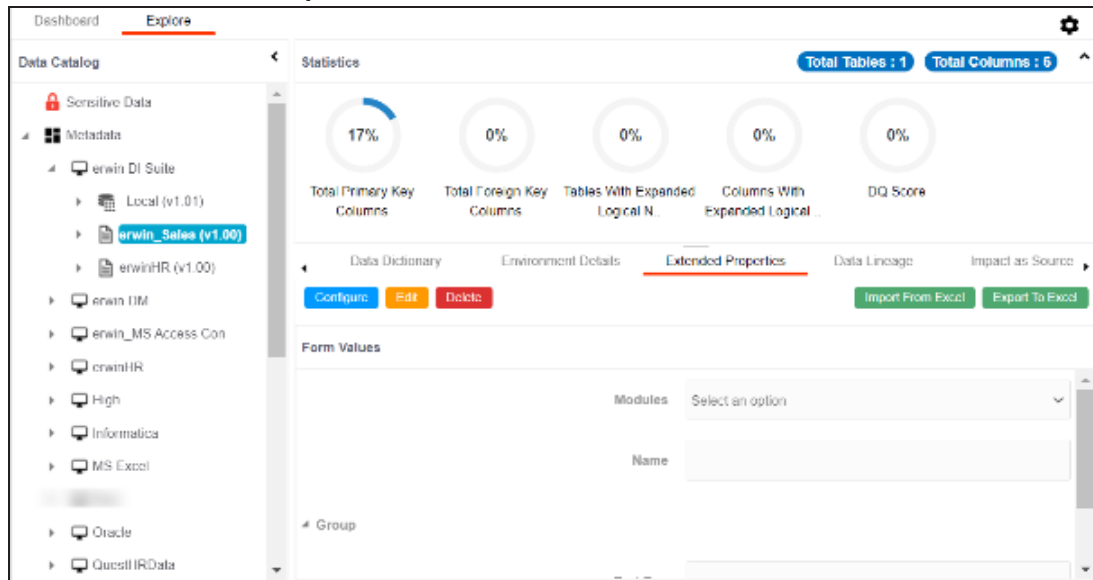 Dashboard Explore
Data Catalog
Sensitive Data
Metadata
erwin DI Suite
Local (v1.01)
erwin_Sales (v1.00)
erwinHR (v1.00)
erwin DM
erwin_MS Access Con
erwinHR
High
Informatica
MS Excel
Oracle
QuestHRData
Statistics
Total Tables : 1 Total Columns : 6
17% 0% 0% 0% 0%
Total Primary Key Total Foreign Key Tables With Expanded Columns With DQ Score
Columns Columns Logical N.. Expanded Logical ..
Data Dictionary Environment Details Extended Properties Data Lineage Impact as Source
Configure Edit Delete Import From Excel Export To Excel
Form Values
Modules Select an option
Name
Group